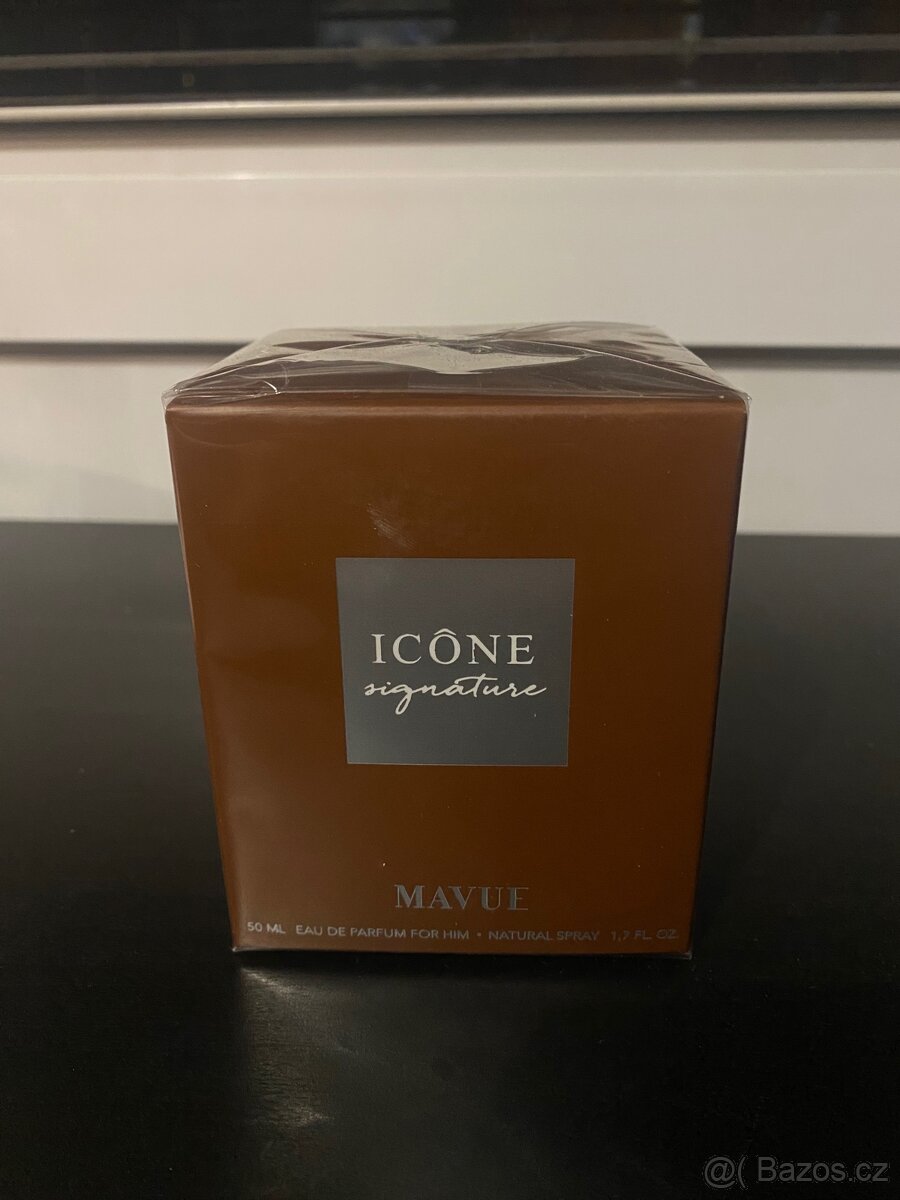 ICÔNE
signature
MAVUE
50 ML EAU DE PARFUM FOR HIM • NATURAL SPRAY 1,7 FL. OZ
@( Bazos.cz